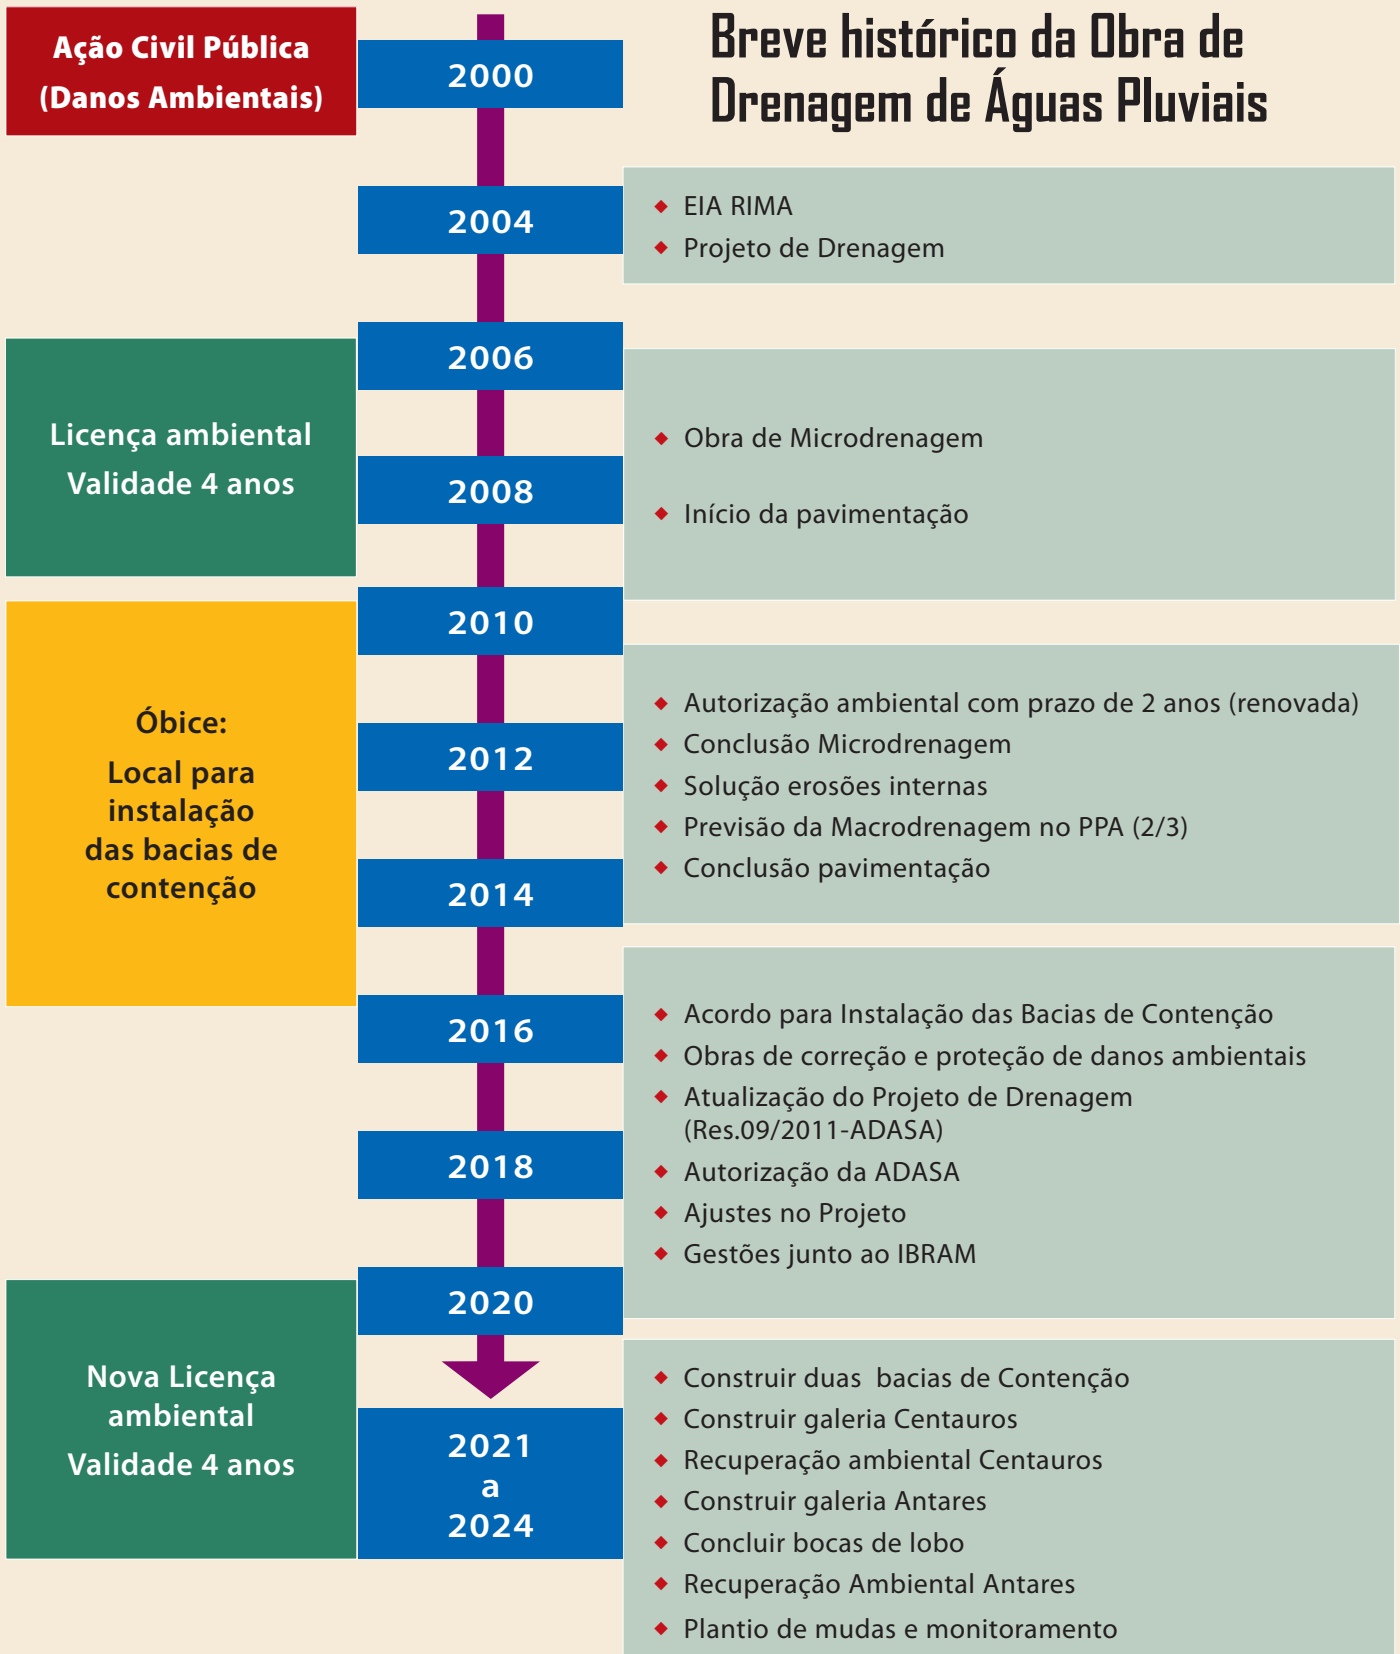 Breve histórico da Obra de
Drenagem de Águas Pluviais
Ação Civil Pública
(Danos Ambientais)
2000
2004
EIA RIMA
Projeto de Drenagem
2006
Licença ambiental
Validade 4 anos
2008
Obra de Microdrenagem
Início da pavimentação
2010
Óbice:
Local para
instalação
das bacias de
contenção
2012
2014
Autorização ambiental com prazo de 2 anos (renovada)
Conclusão Microdrenagem
Solução erosões internas
Previsão da Macrodrenagem no PPA (2/3)
Conclusão pavimentação
2016
2018
Acordo para Instalação das Bacias de Contenção
Obras de correção e proteção de danos ambientais
Atualização do Projeto de Drenagem
(Res.09/2011-ADASA)
Autorização da ADASA
Ajustes no Projeto
Gestões junto ao IBRAM
2020
Nova Licença
ambiental
Validade 4 anos
2021
a
2024
Construir duas bacias de Contenção
Construir galeria Centauros
Recuperação ambiental Centauros
Construir galeria Antares
Concluir bocas de lobo
Recuperação Ambiental Antares
Plantio de mudas e monitoramento